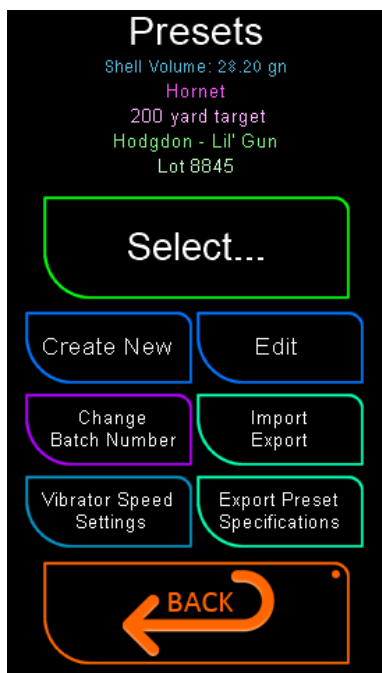 Presets
Shell Volume: 28.20 gn
Hornet
200 yard target
Hodgdon - Lil' Gun
Lot 8845
Select...
Create New
Edit
Change
Batch Number
Import
Export
Vibrator Speed
Settings
Export Preset
Specifications
BACK